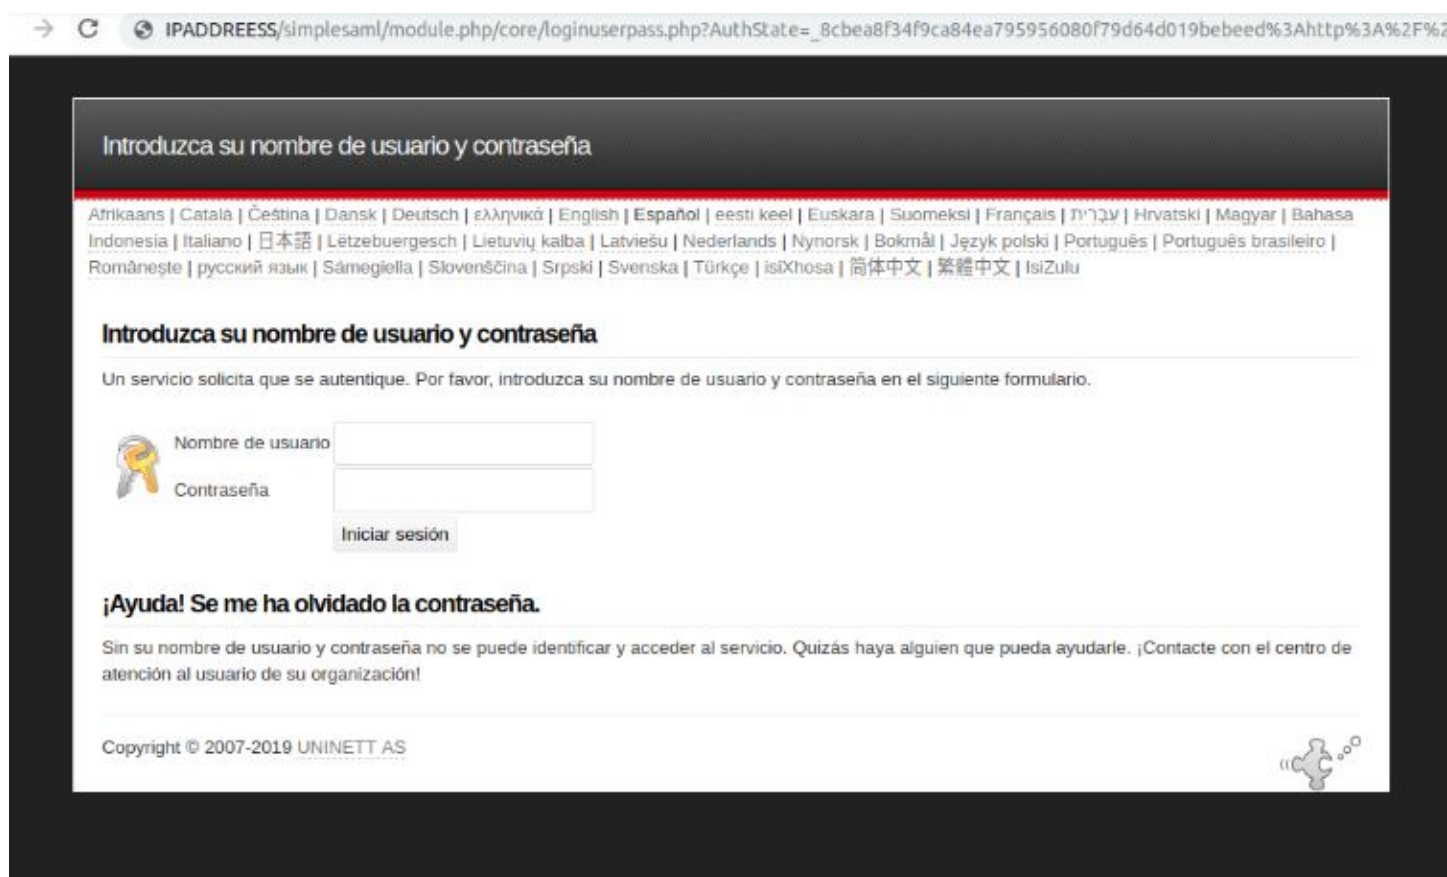 IPADDREESS/simplesaml/module.php/core/loginuserpass.php?AuthState=_8cbea8f34f9ca84ea795956080f79d64d019bebeed%3Ahttp%3A%2F%2
Introduzca su nombre de usuario y contraseña
Afrikaans | Català | Čeština | Dansk | Deutsch | ελληνικά | English | Español | eesti keel | Euskara | Suomeksi | Français | עִבְרִית | Hrvatski | Magyar | Bahasa
Indonesia | Italiano | 日本語 | Lëtzebuergesch | Lietuvių kalba | Latviešu | Nederlands | Nynorsk | Bokmål | Język polski | Português | Português brasileiro |
Românește | русский язык | Sámegiella | Slovenščina | Srpski | Svenska | Türkçe | isiXhosa | 简体中文 | 繁體中文 | IsiZulu
Introduzca su nombre de usuario y contraseña
Un servicio solicita que se autentique. Por favor, introduzca su nombre de usuario y contraseña en el siguiente formulario.
Nombre de usuario
Contraseña
Iniciar sesión
¡Ayuda! Se me ha olvidado la contraseña.
Sin su nombre de usuario y contraseña no se puede identificar y acceder al servicio. Quizás haya alguien que pueda ayudarle. ¡Contacte con el centro de
atención al usuario de su organización!
Copyright © 2007-2019 UNINETT AS